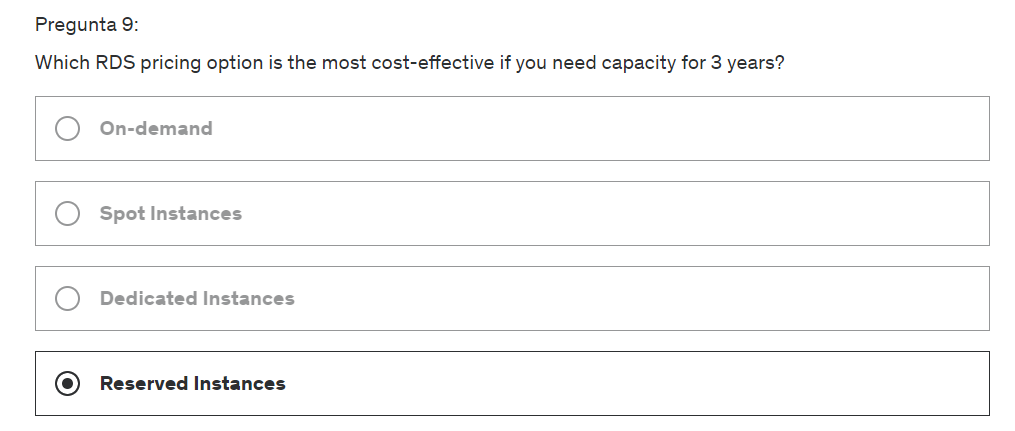 Pregunta 9:
Which RDS pricing option is the most cost-effective if you need capacity for 3 years?
On-demand
Spot Instances
Dedicated Instances
Reserved Instances